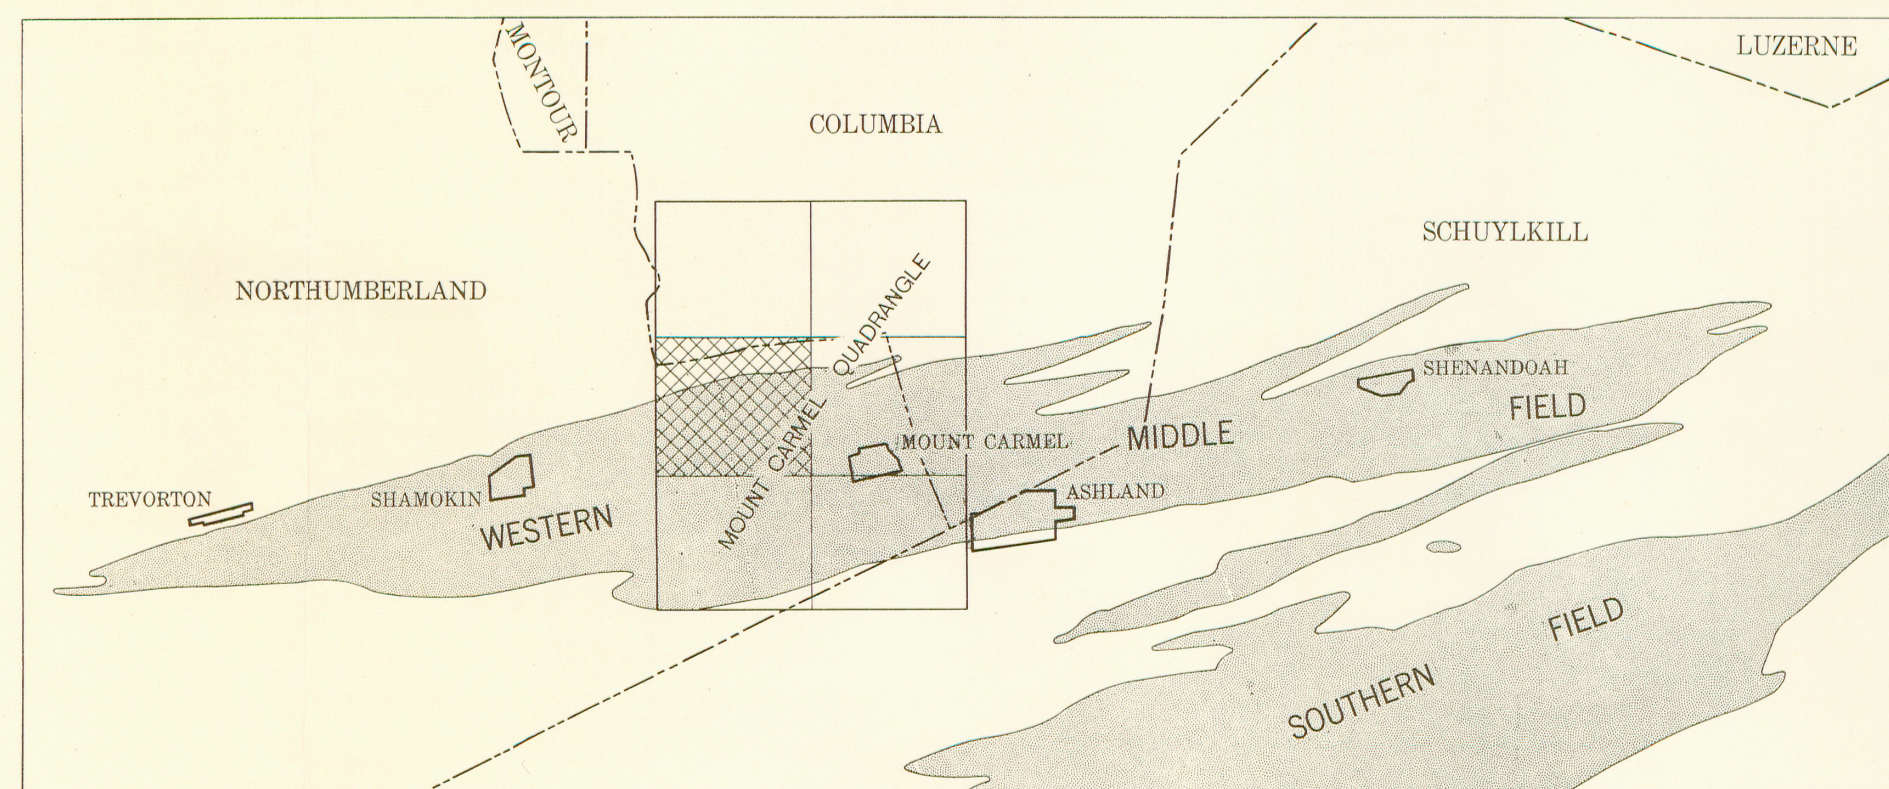 MONTOUR
LUZERNE
COLUMBIA
SCHUYLKILL
NORTHUMBERLAND
MOUNT CARMEL QUADRANGLE
SHENANDOAH
WESTERN MIDDLE FIELD
MOUNT CARMEL
TREVORTON
SHAMOKIN
ASHLAND
SOUTHERN FIELD